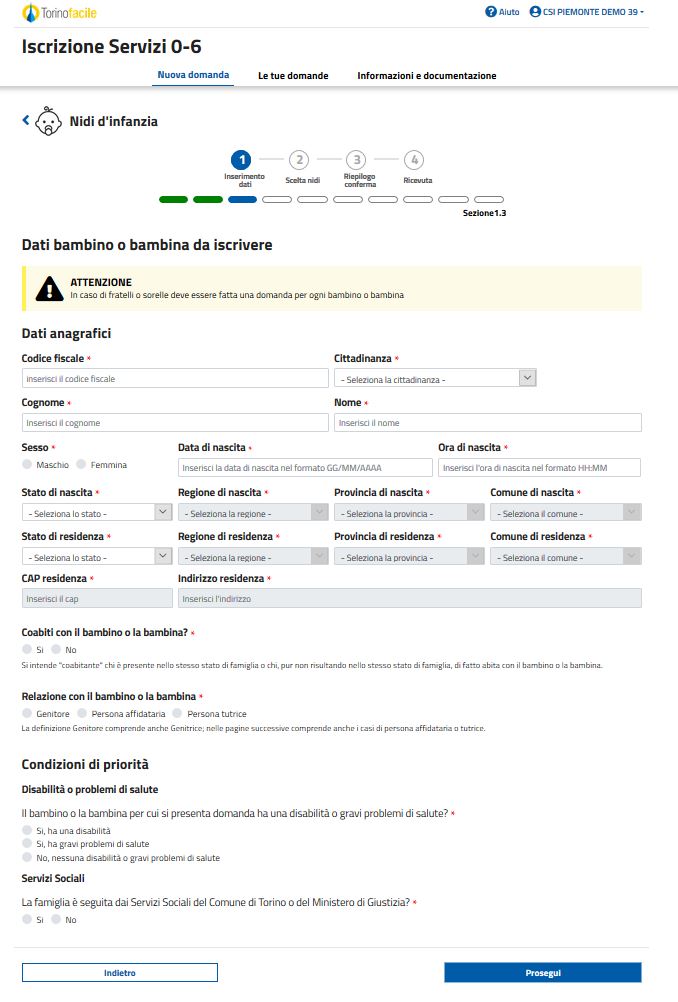 Torinofacile
Aiuto
CSI PIEMONTE DEMO 39
Iscrizione Servizi 0-6
Nuova domanda
Le tue domande
Informazioni e documentazione
Nidi d'infanzia
1 2 3 4
Inserimento dati
Scelta nidi
Riepilogo conferma
Ricevuta
Sezione1.3
Dati bambino o bambina da iscrivere
ATTENZIONE
In caso di fratelli o sorelle deve essere fatta una domanda per ogni bambino o bambina
Dati anagrafici
Codice fiscale * Cittadinanza *
Inserisci il codice fiscale - Seleziona la cittadinanza -
Cognome * Nome *
Inserisci il cognome Inserisci il nome
Sesso * Data di nascita * Ora di nascita *
Maschio Femmina Inserisci la data di nascita nel formato GG/MM/AAAA Inserisci l'ora di nascita nel formato HH:MM
Stato di nascita * Regione di nascita * Provincia di nascita * Comune di nascita *
- Seleziona lo stato - - Seleziona la regione - - Seleziona la provincia - - Seleziona il comune -
Stato di residenza * Regione di residenza * Provincia di residenza * Comune di residenza *
- Seleziona lo stato - - Seleziona la regione - - Seleziona la provincia - - Seleziona il comune -
CAP residenza * Indirizzo residenza *
Inserisci il cap Inserisci l'indirizzo
Coabiti con il bambino o la bambina? *
Si No
Si intende "coabitante" chi è presente nello stesso stato di famiglia o chi, pur non risultando nello stesso stato di famiglia, di fatto abita con il bambino o la bambina.
Relazione con il bambino o la bambina *
Genitore Persona affidataria Persona tutrice
La definizione Genitore comprende anche Genitrice; nelle pagine successive comprende anche i casi di persona affidataria o tutrice.
Condizioni di priorità
Disabilità o problemi di salute
Il bambino o la bambina per cui si presenta domanda ha una disabilità o gravi problemi di salute? *
Si, ha una disabilità
Si, ha gravi problemi di salute
No, nessuna disabilità o gravi problemi di salute
Servizi Sociali
La famiglia è seguita dai Servizi Sociali del Comune di Torino o del Ministero di Giustizia? *
Si No
Indietro
Prosegui